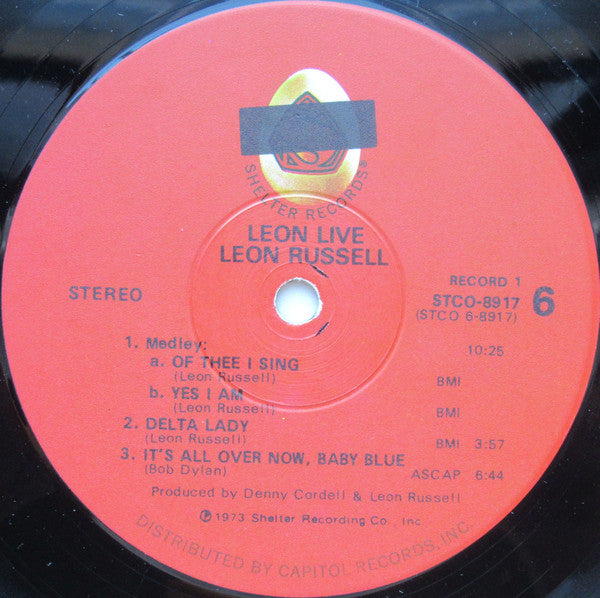 SHELTER RECORDS®
LEON LIVE
LEON RUSSELL
STEREO
RECORD 1
STCO-8917 6
(STCO 6-8917)
1. Medley: 10:25
a. OF THEE I SING
(Leon Russell) BMI
b. YES I AM
(Leon Russell) BMI
2. DELTA LADY
(Leon Russell) BMI 3:57
3. IT'S ALL OVER NOW, BABY BLUE
(Bob Dylan) ASCAP 6:44
Produced by Denny Cordell & Leon Russell
℗ 1973 Shelter Recording Co., Inc
DISTRIBUTED BY CAPITOL RECORDS, INC.